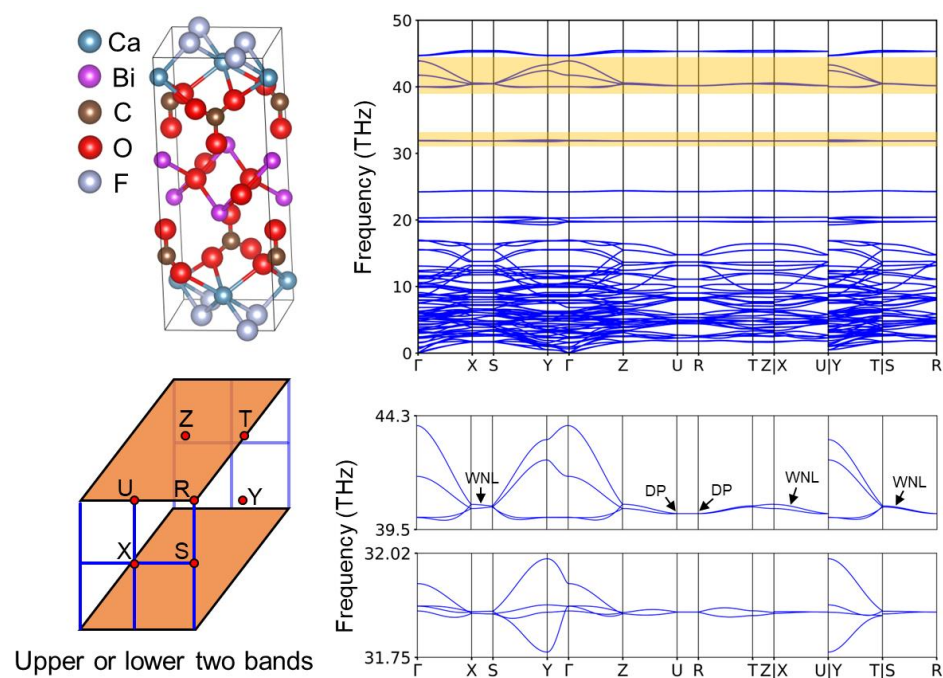 Ca
Bi
C
O
F
Frequency (THz)
50
40
30
20
10
0
Γ X S Y Γ Z U R T Z|X U|Y T|S R
Z T
U R Y
X S
Upper or lower two bands
Frequency (THz)
44.3
39.5
WNL DP DP WNL WNL
32.02
31.75
Γ X S Y Γ Z U R T Z|X U|Y T|S R